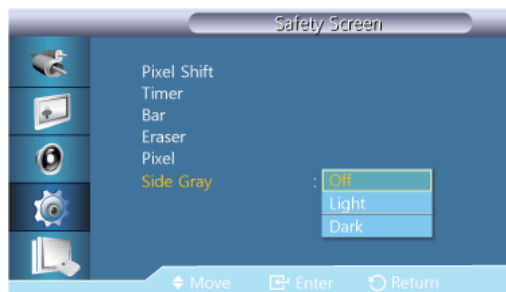 Safety Screen
Pixel Shift
Timer
Bar
Eraser
Pixel
Side Gray : Off
Light
Dark
Move Enter Return